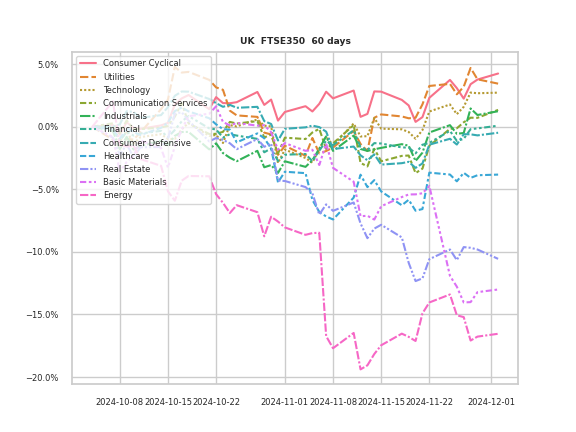 UK FTSE350 60 days
5.0%
0.0%
−5.0%
−10.0%
−15.0%
−20.0%
Consumer Cyclical
Utilities
Technology
Communication Services
Industrials
Financial
Consumer Defensive
Healthcare
Real Estate
Basic Materials
Energy
2024-10-08 2024-10-15 2024-10-22 2024-11-01 2024-11-08 2024-11-15 2024-11-22 2024-12-01